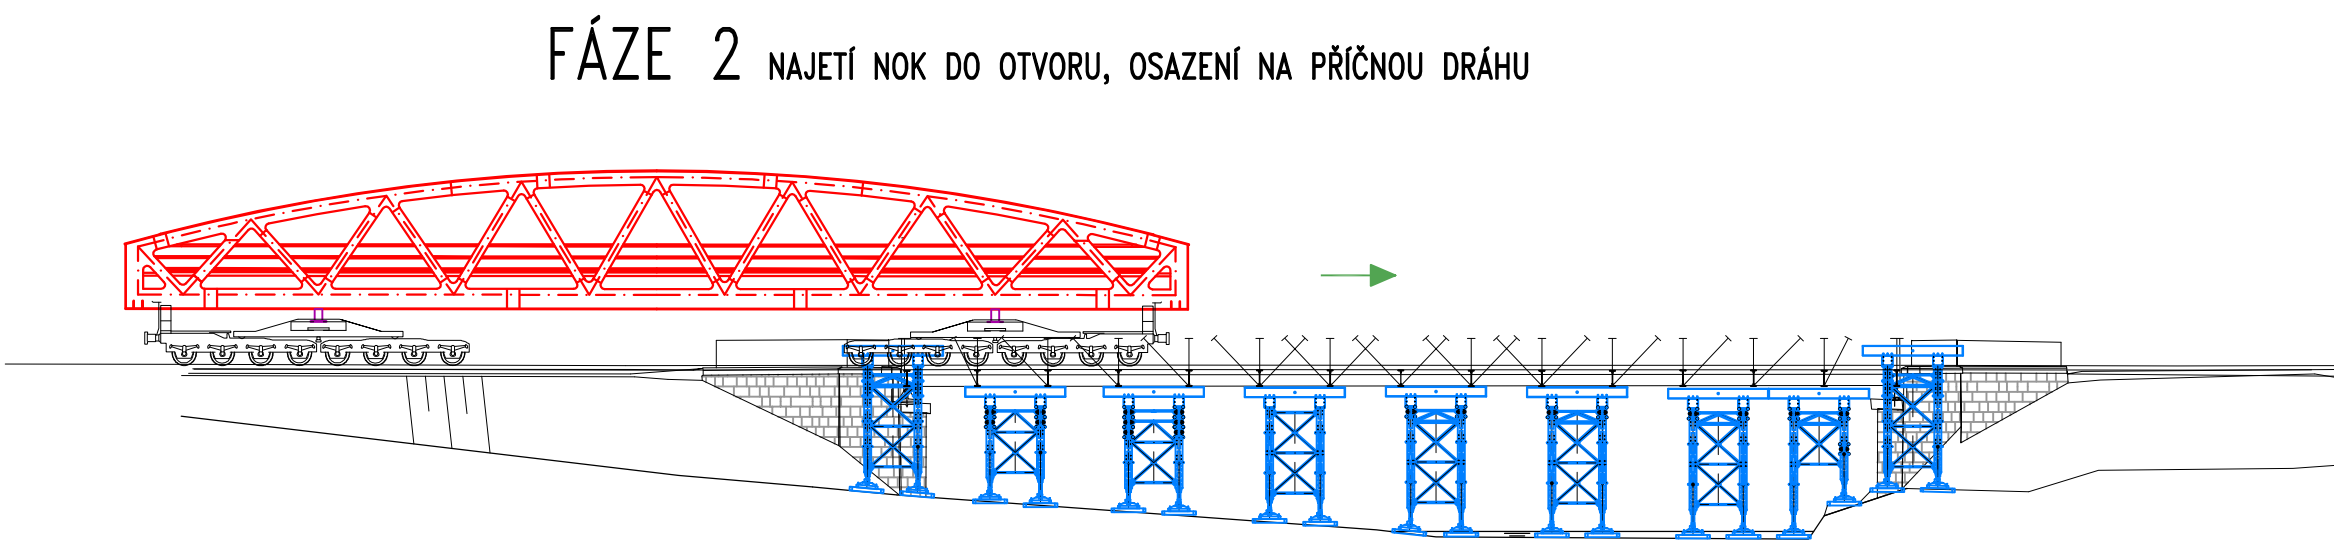 FÁZE 2 NAJETÍ NOK DO OTVORU, OSAZENÍ NA PŘÍČNOU DRÁHU